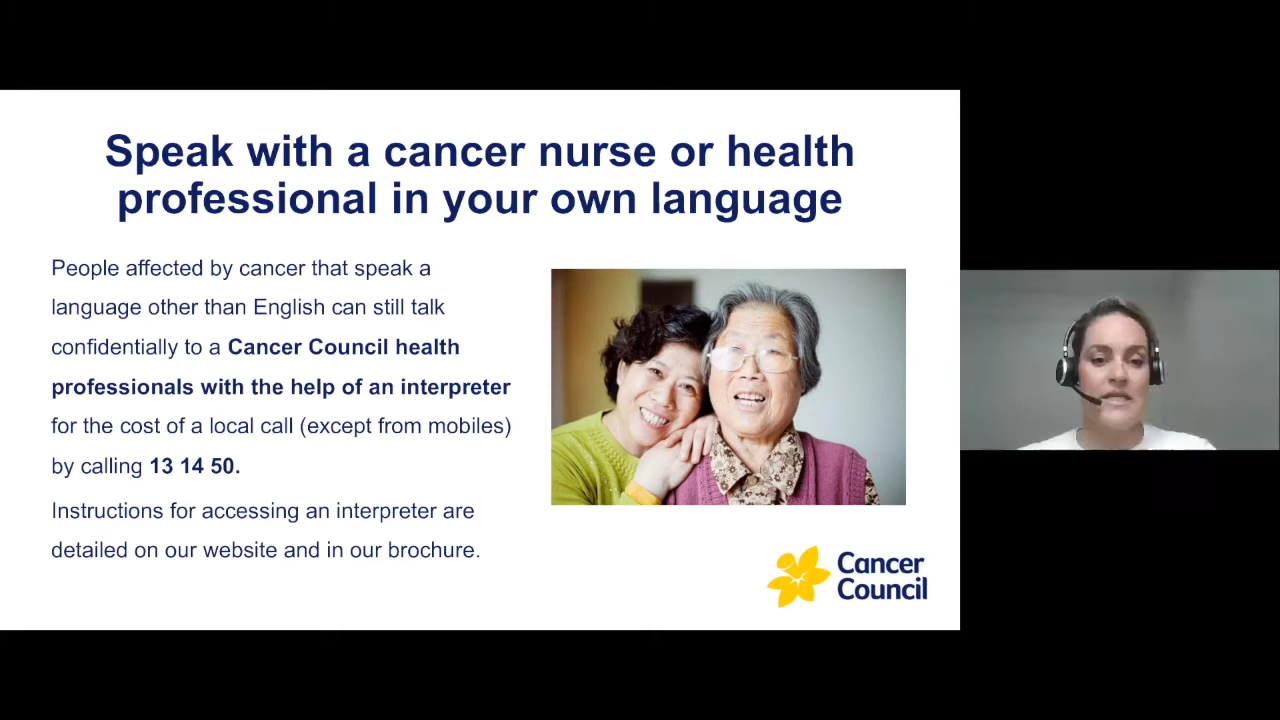 Speak with a cancer nurse or health
professional in your own language
People affected by cancer that speak a
language other than English can still talk
confidentially to a Cancer Council health
professionals with the help of an interpreter
for the cost of a local call (except from mobiles)
by calling 13 14 50.
Instructions for accessing an interpreter are
detailed on our website and in our brochure.
Cancer
Council